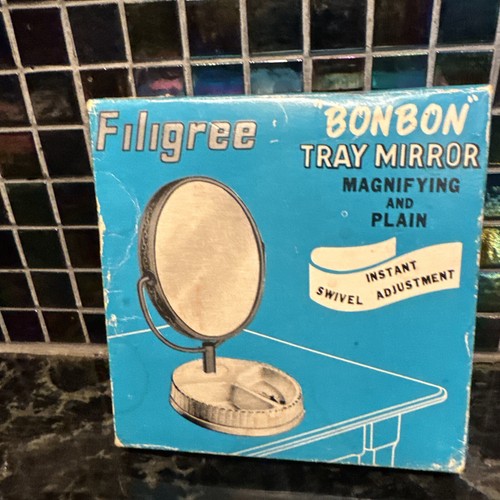 Filigree
"BONBON"
TRAY MIRROR
MAGNIFYING
AND
PLAIN
INSTANT
SWIVEL ADJUSTMENT